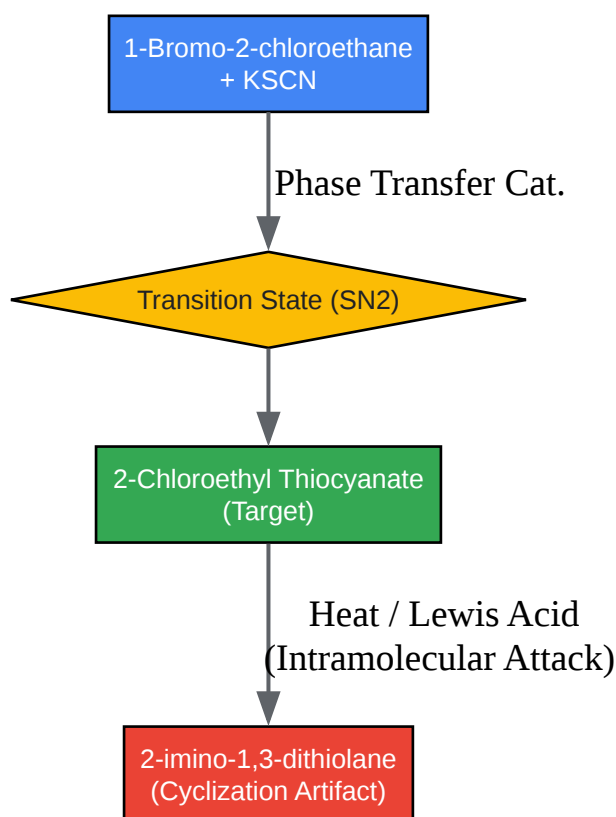 1-Bromo-2-chloroethane
+ KSCN
Phase Transfer Cat.
Transition State (SN2)
2-Chloroethyl Thiocyanate
(Target)
Heat / Lewis Acid
(Intramolecular Attack)
2-imino-1,3-dithiolane
(Cyclization Artifact)